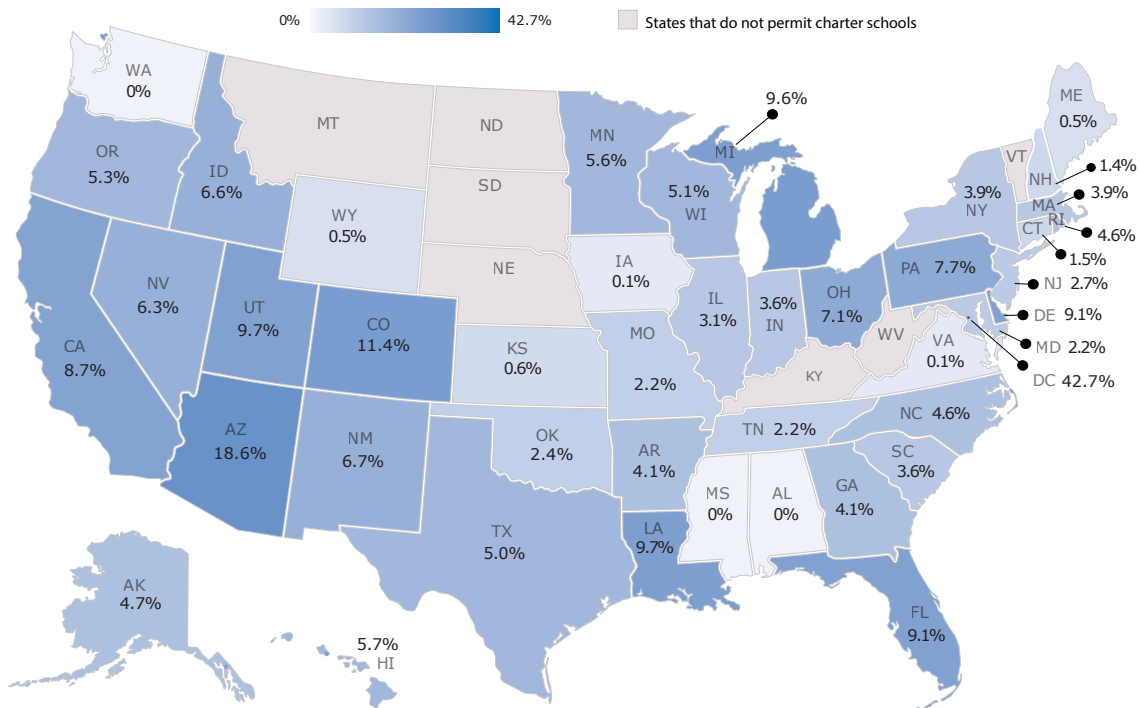 0%
42.7%
States that do not permit charter schools
WA
0%
OR
5.3%
ID
6.6%
MT
ND
SD
WY
0.5%
NE
MN
5.6%
9.6%
MI
5.1%
WI
IA
0.1%
IL
3.1%
3.6%
IN
OH
7.1%
PA 7.7%
3.9%
NY
VT
NH
1.4%
ME
0.5%
MA
3.9%
RI
4.6%
CT
1.5%
NJ 2.7%
DE 9.1%
MD 2.2%
DC 42.7%
WV
VA
0.1%
KY
NV
6.3%
UT
9.7%
CO
11.4%
KS
0.6%
MO
2.2%
CA
8.7%
AZ
18.6%
NM
6.7%
OK
2.4%
AR
4.1%
TN 2.2%
NC 4.6%
SC
3.6%
MS
0%
AL
0%
GA
4.1%
TX
5.0%
LA
9.7%
FL
9.1%
AK
4.7%
5.7%
HI